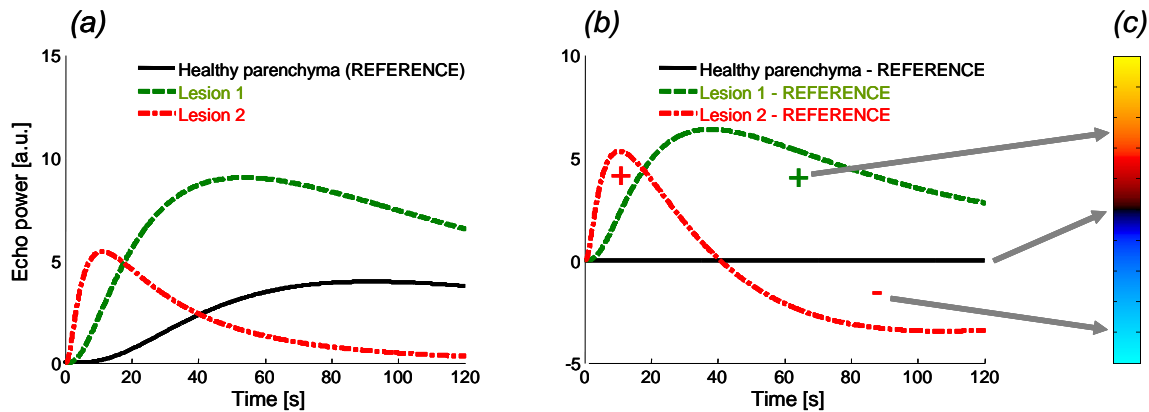 (a)
15
10
5
0
Echo power [a.u.]
Healthy parenchyma (REFERENCE)
Lesion 1
Lesion 2
0 20 40 60 80 100 120
Time [s]
(b)
10
5
0
-5
Healthy parenchyma - REFERENCE
Lesion 1 - REFERENCE
Lesion 2 - REFERENCE
+
+
-
0 20 40 60 80 100 120
Time [s]
(c)